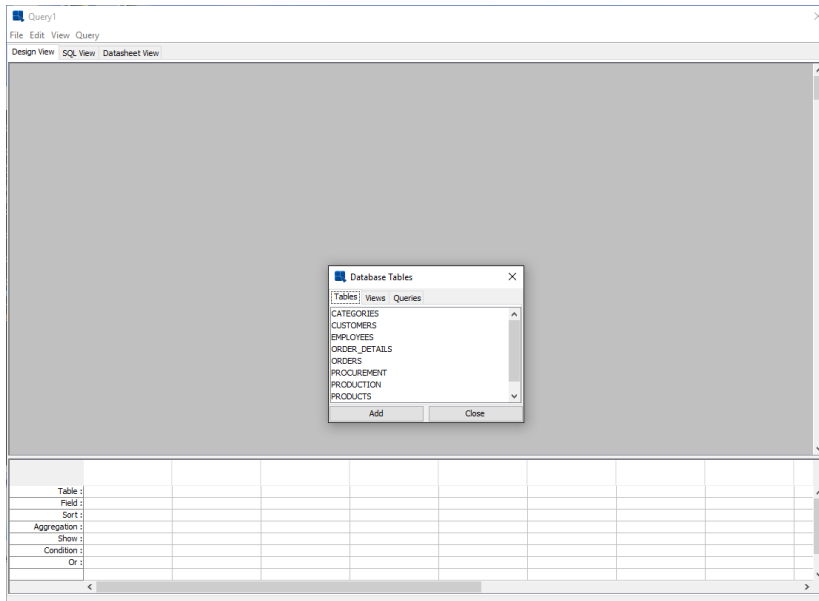 Query1
File Edit View Query
Design View SQL View Datasheet View
Database Tables
Tables Views Queries
CATEGORIES
CUSTOMERS
EMPLOYEES
ORDER_DETAILS
ORDERS
PROCUREMENT
PRODUCTION
PRODUCTS
Add Close
Table :
Field :
Sort :
Aggregation :
Show :
Condition :
Or :